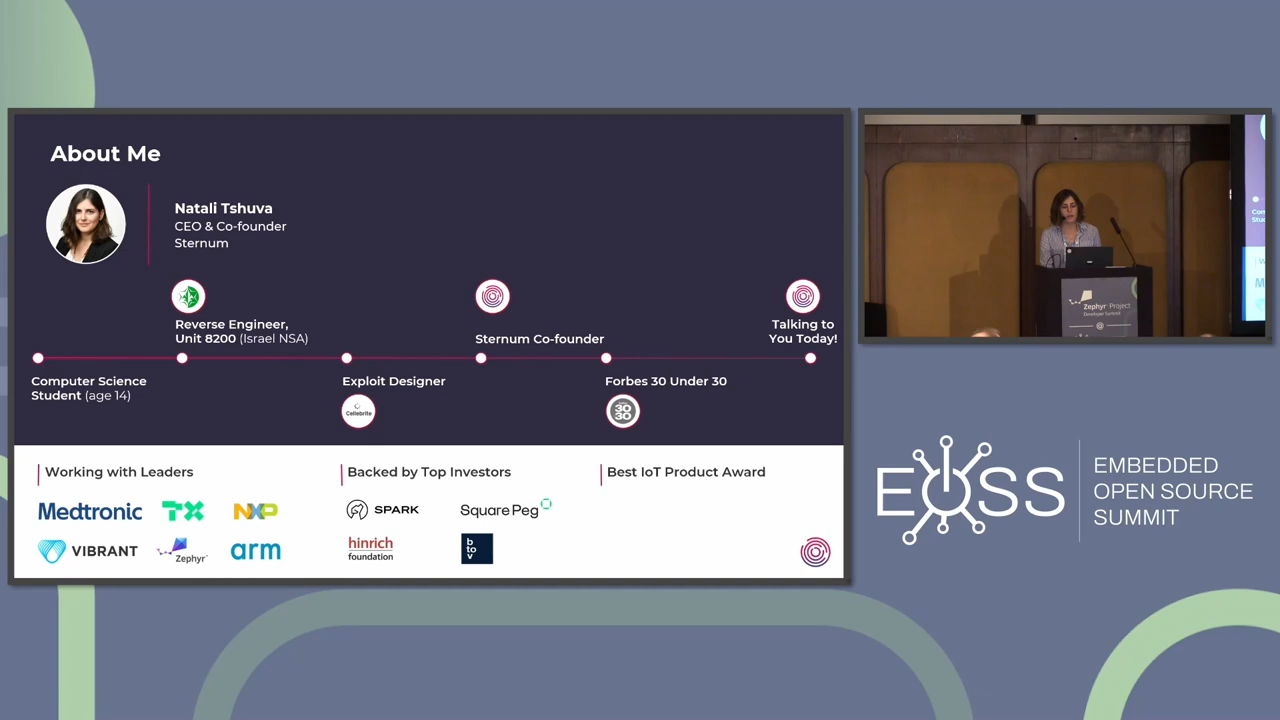 About Me
Natali Tshuva
CEO & Co-founder
Sternum
Reverse Engineer,
Unit 8200 (Israel NSA)
Sternum Co-founder
Talking to
You Today!
Computer Science
Student (age 14)
Exploit Designer
Cellebrite
Forbes 30 Under 30
30
30
Working with Leaders
Backed by Top Investors
Best IoT Product Award
Medtronic
TX
NXP
SPARK
Square Peg
VIBRANT
Zephyr
arm
hinrich
foundation
b
to
v
Zephyr Project
Developer Summit
@
EOSS
EMBEDDED
OPEN SOURCE
SUMMIT